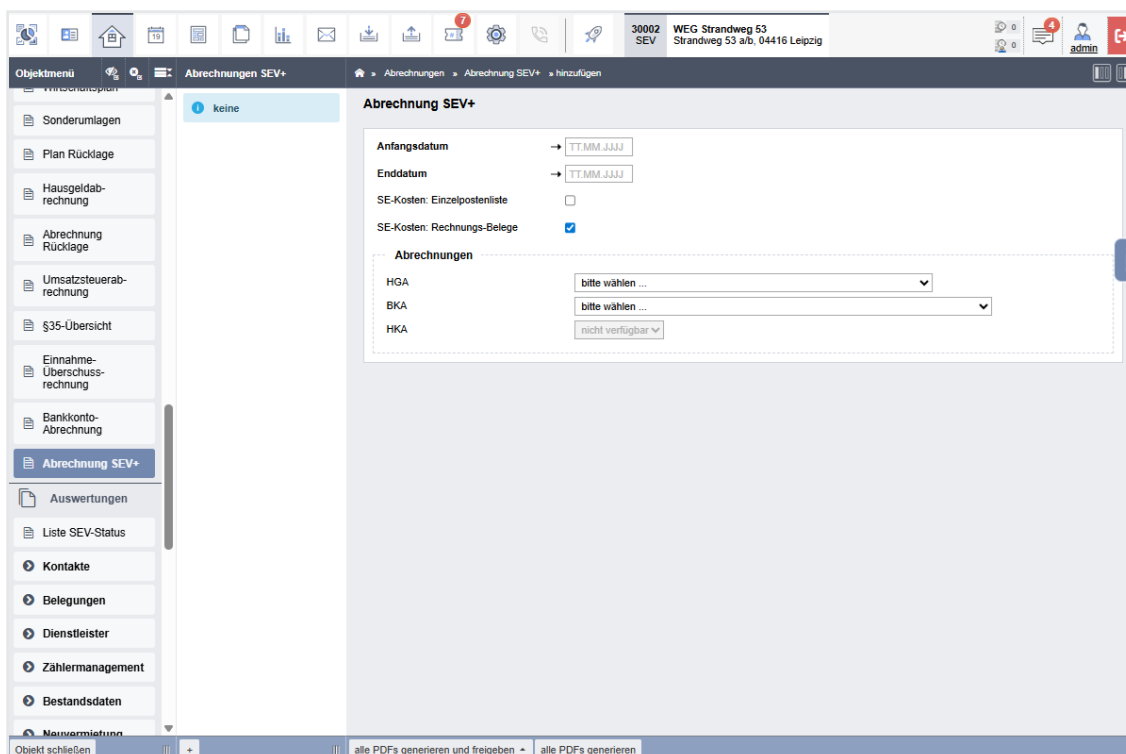 19
# 7
30002
SEV
WEG Strandweg 53
Strandweg 53 a/b, 04416 Leipzig
0
0
4
admin
Objektmenü
Abrechnungen SEV+
» Abrechnungen » Abrechnung SEV+ » hinzufügen
Wirtschaftsplan
Sonderumlagen
Plan Rücklage
Hausgeldab-
rechnung
Abrechnung
Rücklage
Umsatzsteuerab-
rechnung
§35-Übersicht
Einnahme-
Überschuss-
rechnung
Bankkonto-
Abrechnung
Abrechnung SEV+
Auswertungen
Liste SEV-Status
Kontakte
Belegungen
Dienstleister
Zählermanagement
Bestandsdaten
Neuvermietung
Objekt schließen
i keine
+
Abrechnung SEV+
Anfangsdatum → TT.MM.JJJJ
Enddatum → TT.MM.JJJJ
SE-Kosten: Einzelpostenliste
SE-Kosten: Rechnungs-Belege
Abrechnungen
HGA bitte wählen ...
BKA bitte wählen ...
HKA nicht verfügbar
alle PDFs generieren und freigeben
alle PDFs generieren